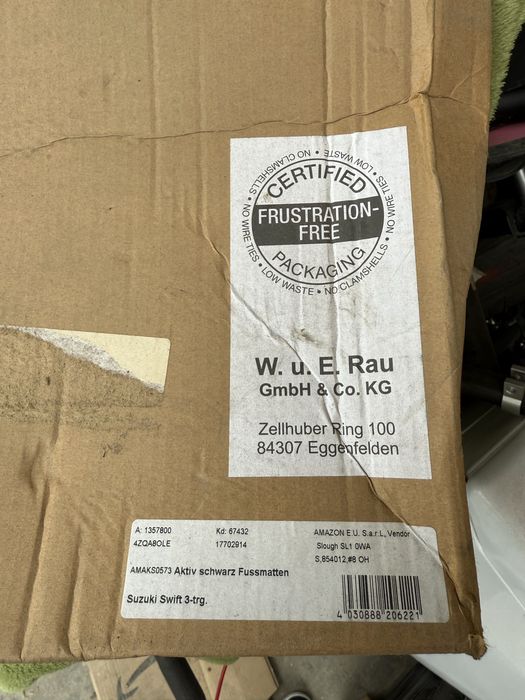 NO CLAMSHELLS • NO WIRE TIES • LOW WASTE • NO CLAMSHELLS • NO WIRE TIES • LOW WASTE •
CERTIFIED
FRUSTRATION-
FREE
PACKAGING
W. u. E. Rau
GmbH & Co. KG
Zellhuber Ring 100
84307 Eggenfelden
A: 1357800 Kd: 67432 AMAZON E.U. S.a.r.L, Vendor
4ZQA8OLE 17702914 Slough SL1 0WA
S,854012,#8 OH
AMAKS0573 Aktiv schwarz Fussmatten
Suzuki Swift 3-trg.
4 030888 206221